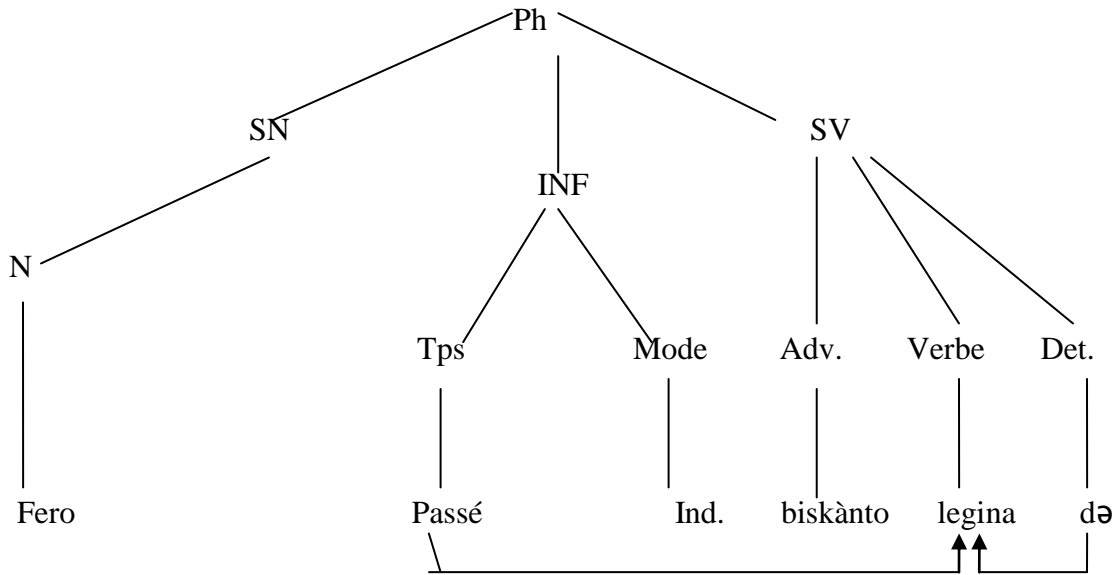 Ph
SN SV
INF
N
Tps Mode Adv. Verbe Det.
Fero Passé Ind. biskànto legina də